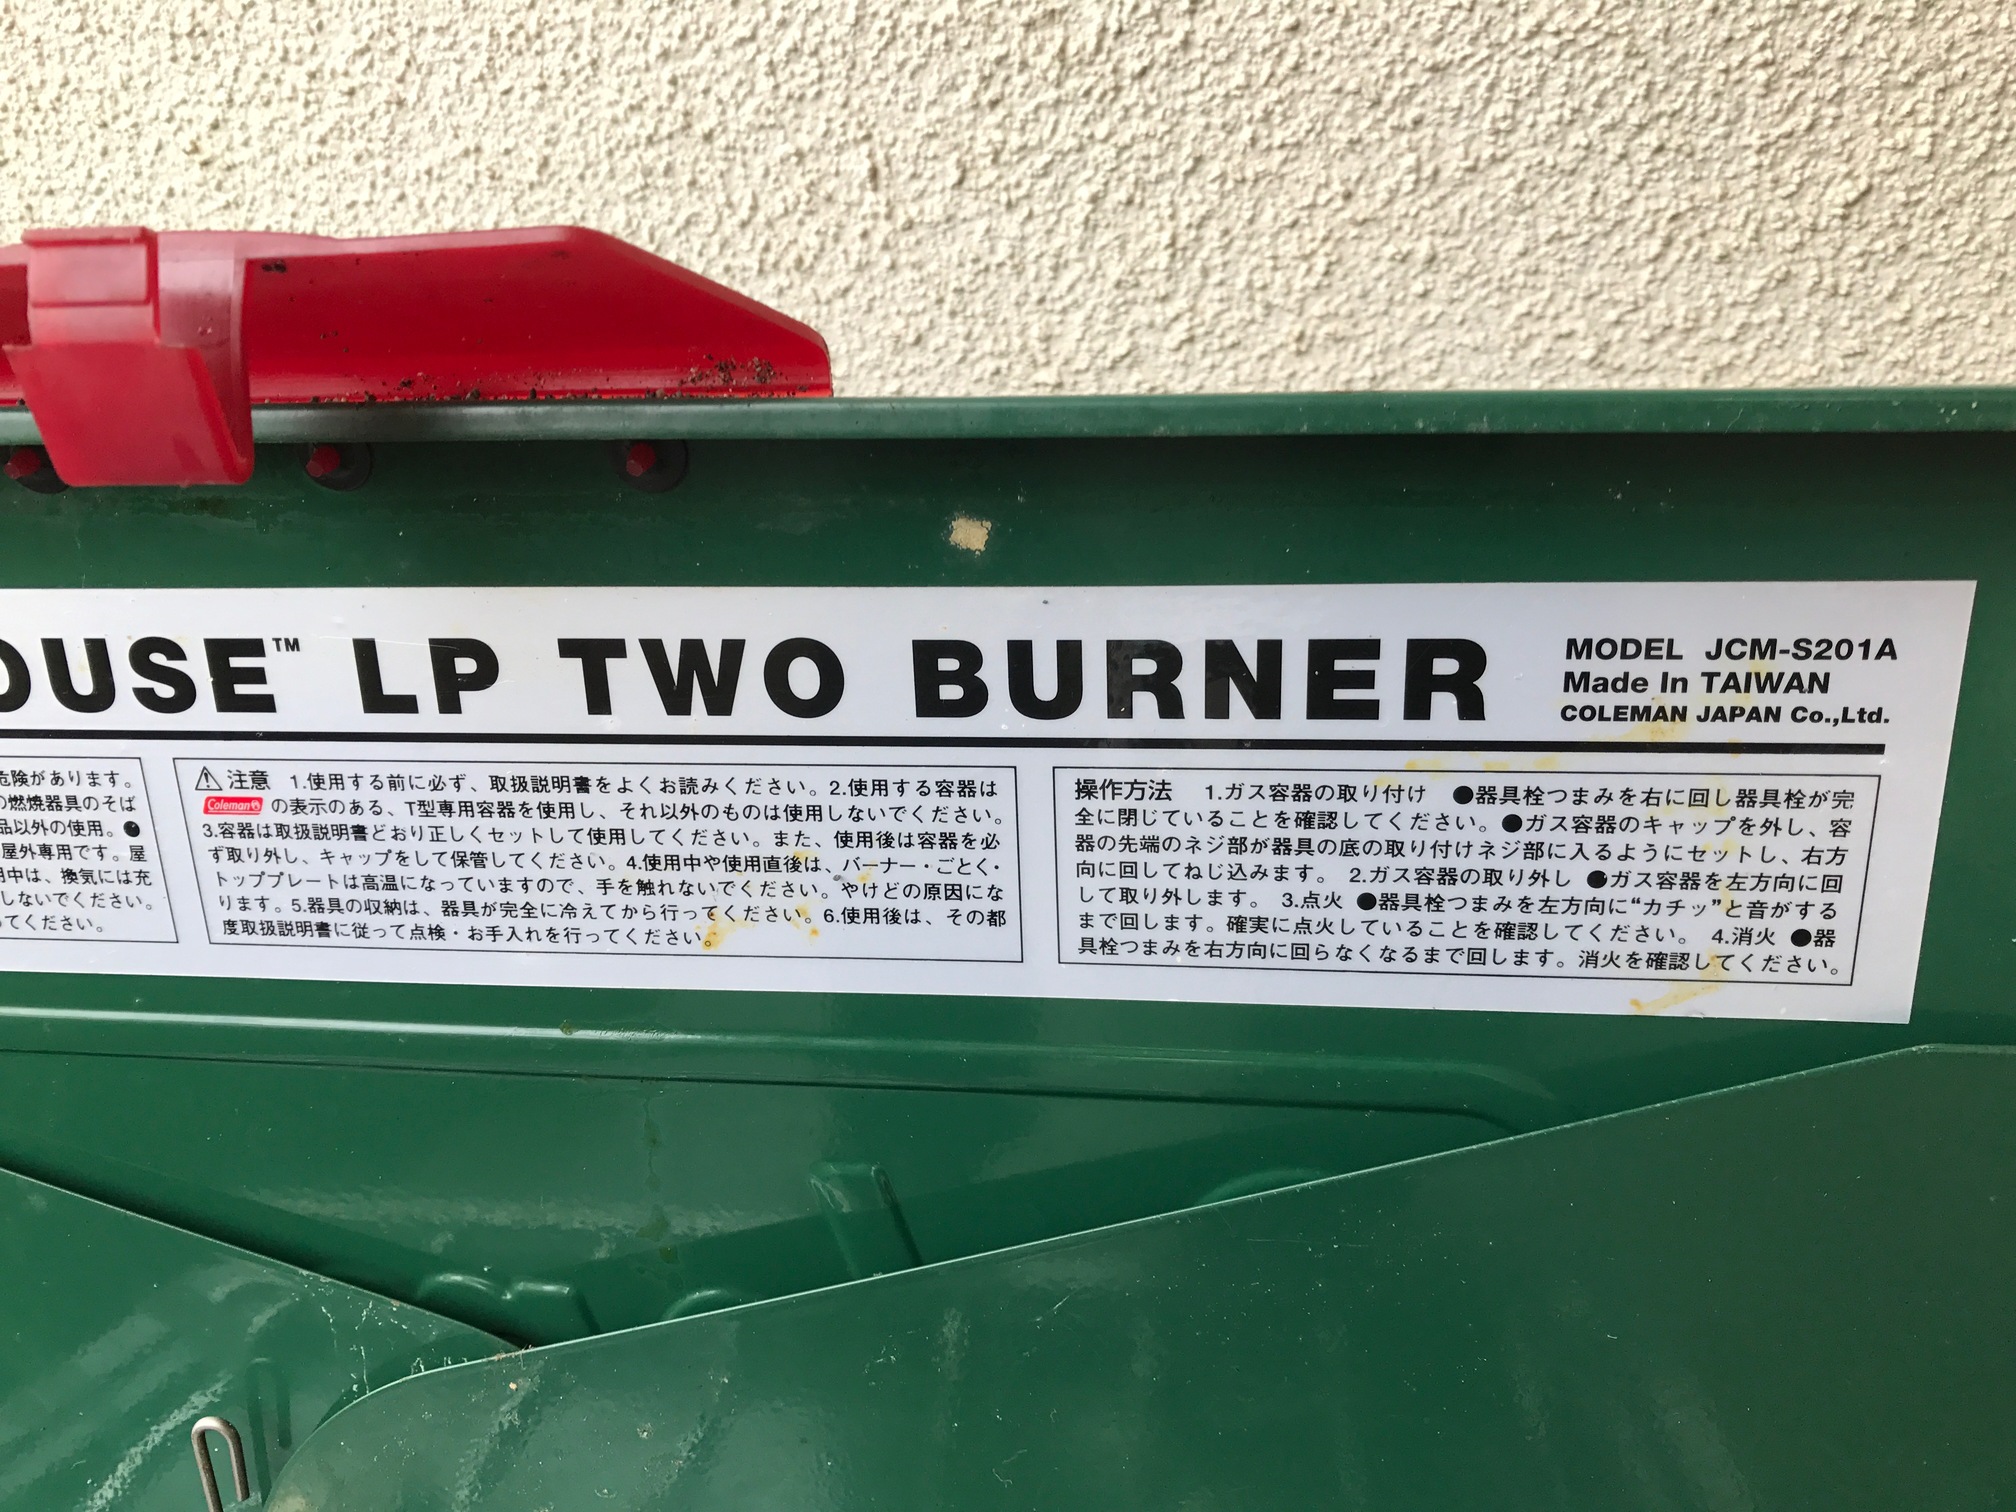 OUSE™ LP TWO BURNER
MODEL JCM-S201A
Made In TAIWAN
COLEMAN JAPAN Co.,Ltd.
危険があります。
の燃焼器具のそば
品以外の使用。●
屋外専用です。屋
用中は、換気には充
しないでください。
ってください。
⚠注意 1.使用する前に必ず、取扱説明書をよくお読みください。2.使用する容器は
Coleman の表示のある、T型専用容器を使用し、それ以外のものは使用しないでください。
3.容器は取扱説明書どおり正しくセットして使用してください。また、使用後は容器を必
ず取り外し、キャップをして保管してください。4.使用中や使用直後は、バーナー・ごとく・
トッププレートは高温になっていますので、手を触れないでください。やけどの原因にな
ります。5.器具の収納は、器具が完全に冷えてから行ってください。6.使用後は、その都
度取扱説明書に従って点検・お手入れを行ってください。
操作方法 1.ガス容器の取り付け ●器具栓つまみを右に回し器具栓が完
全に閉じていることを確認してください。●ガス容器のキャップを外し、容
器の先端のネジ部が器具の底の取り付けネジ部に入るようにセットし、右方
向に回してねじ込みます。 2.ガス容器の取り外し ●ガス容器を左方向に回
して取り外します。 3.点火 ●器具栓つまみを左方向に“カチッ”と音がする
まで回します。確実に点火していることを確認してください。 4.消火 ●器
具栓つまみを右方向に回らなくなるまで回します。消火を確認してください。